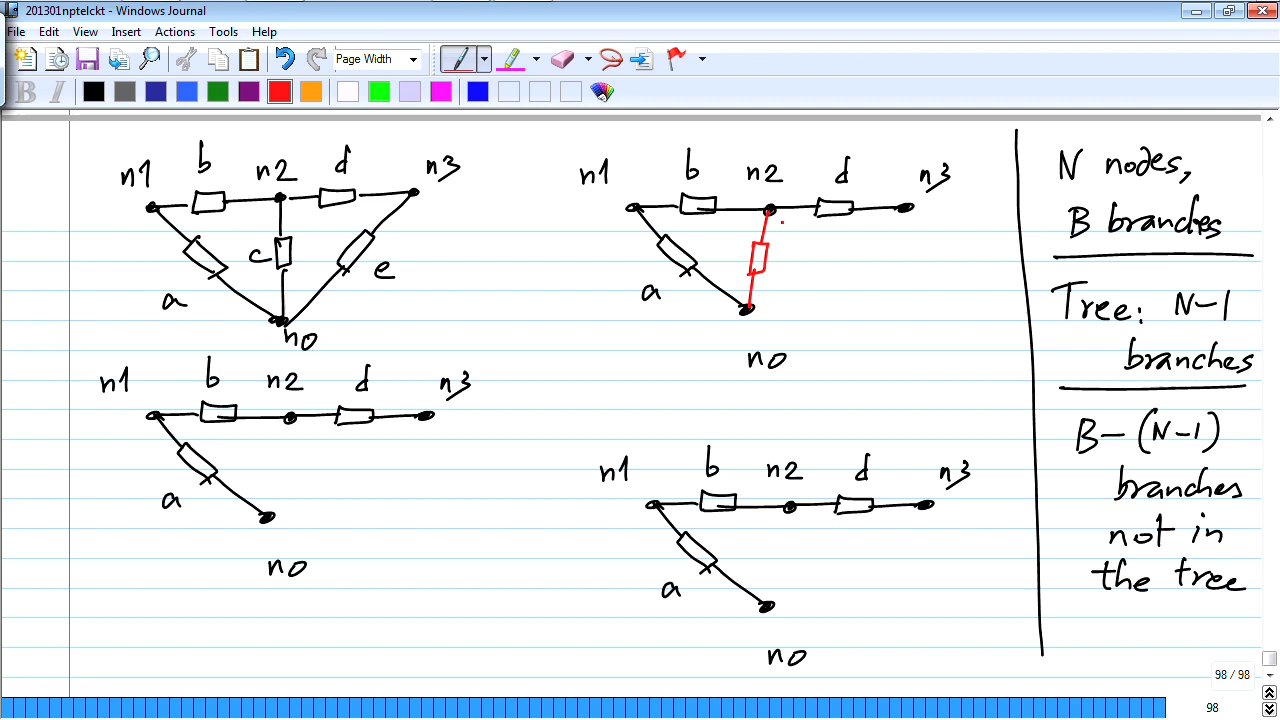 201301nptelckt - Windows Journal
File Edit View Insert Actions Tools Help
Page Width
B I
n1 b n2 d n3
a c e
n0
n1 b n2 d n3
a
n0
n1 b n2 d n3
a
n0
n1 b n2 d n3
a
n0
N nodes,
B branches
Tree: N-1
branches
B-(N-1)
branches
not in
the tree
98 / 98
98